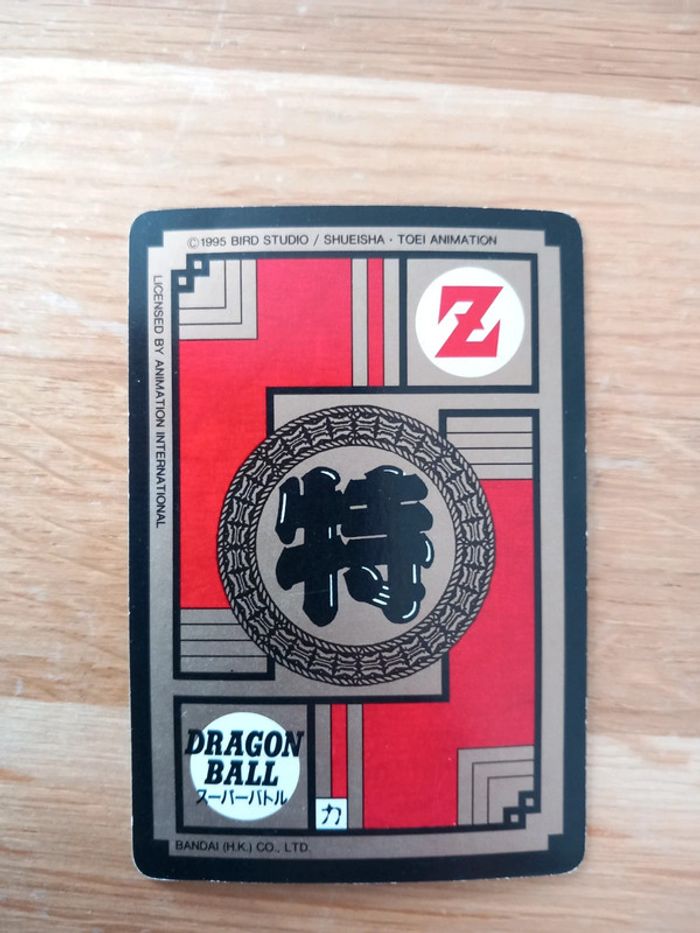 ©1995 BIRD STUDIO / SHUEISHA · TOEI ANIMATION
LICENSED BY ANIMATION INTERNATIONAL
Z
特
DRAGON
BALL
スーパーバトル
カ
BANDAI (H.K.) CO., LTD.